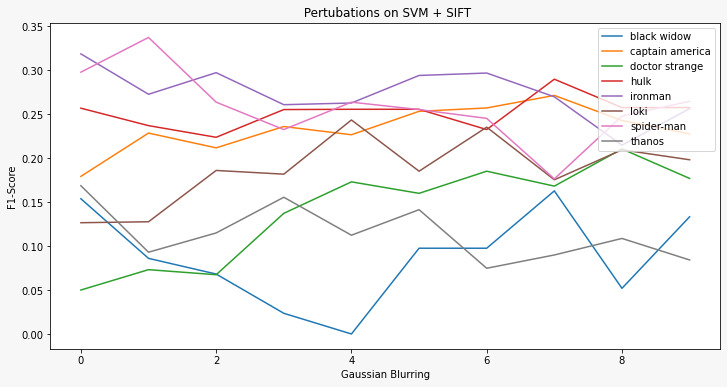 Pertubations on SVM + SIFT
F1-Score
0.35
0.30
0.25
0.20
0.15
0.10
0.05
0.00
0
2
4
6
8
Gaussian Blurring
black widow
captain america
doctor strange
hulk
ironman
loki
spider-man
thanos